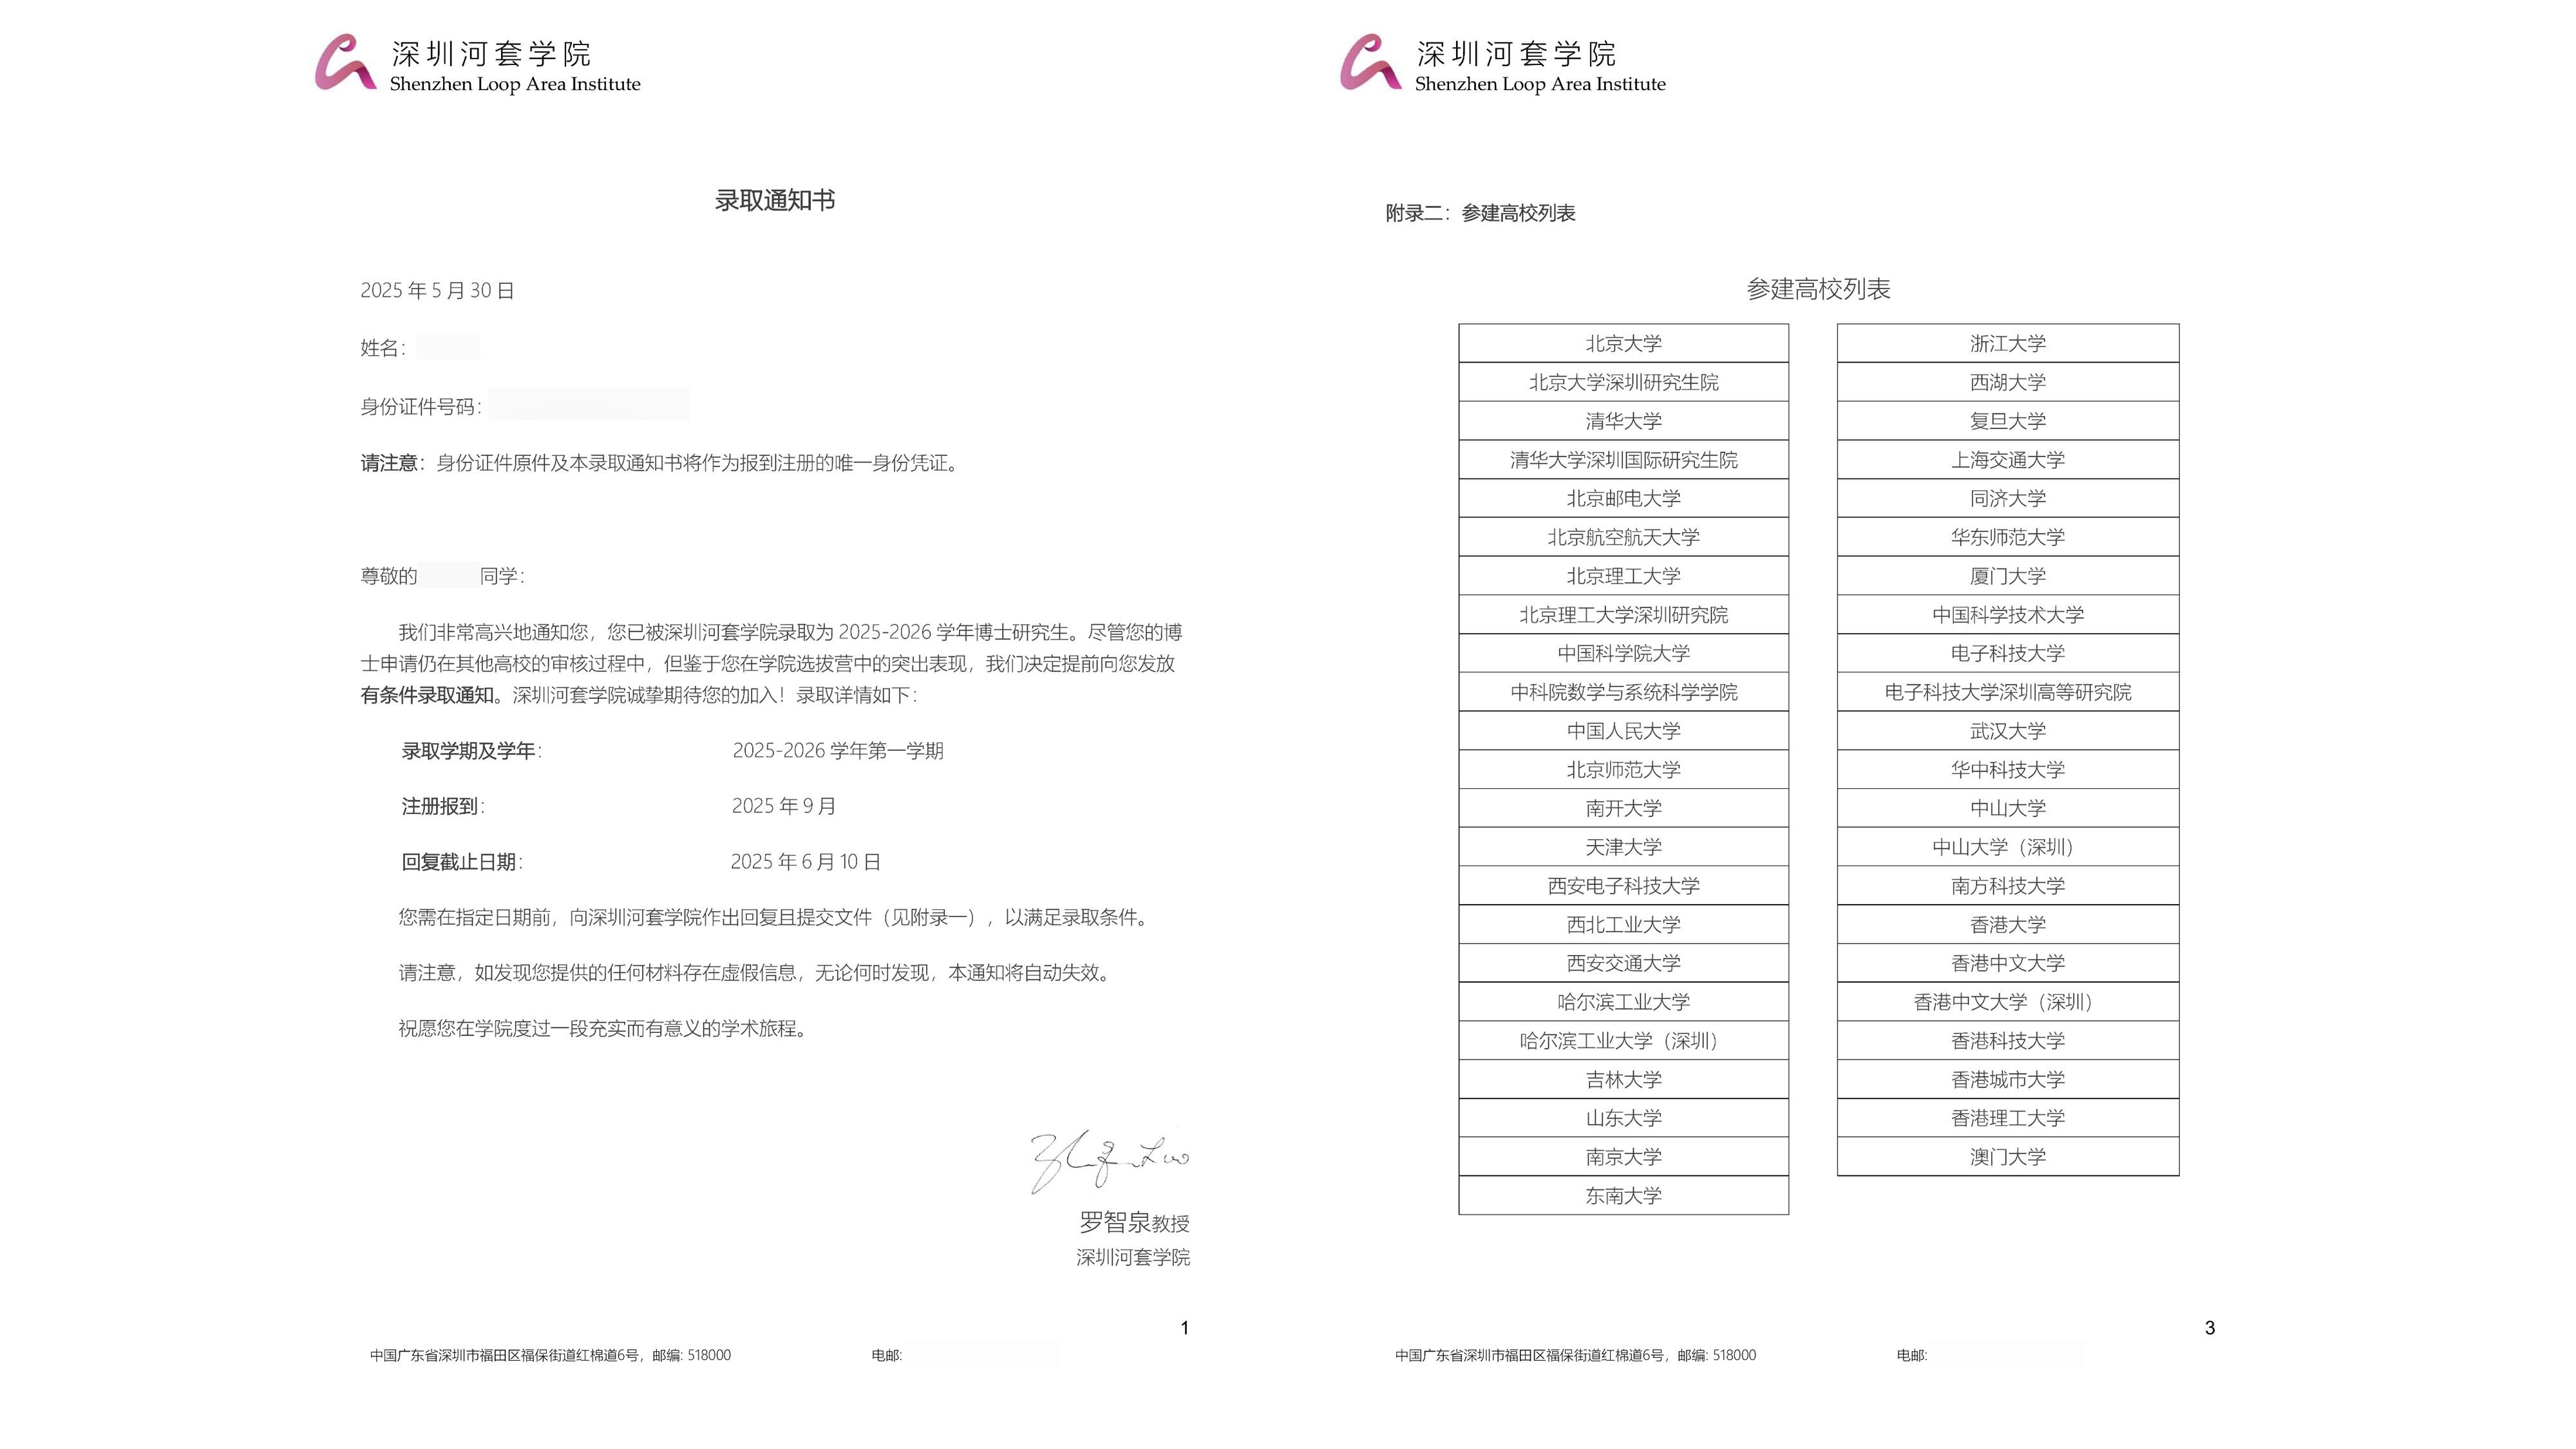 深圳河套学院
Shenzhen Loop Area Institute
录取通知书
2025 年 5 月 30 日
姓名：
身份证件号码：
请注意：身份证件原件及本录取通知书将作为报到注册的唯一身份凭证。
尊敬的 同学：
我们非常高兴地通知您，您已被深圳河套学院录取为 2025-2026 学年博士研究生。尽管您的博
士申请仍在其他高校的审核过程中，但鉴于您在学院选拔营中的突出表现，我们决定提前向您发放
有条件录取通知。深圳河套学院诚挚期待您的加入！录取详情如下：
录取学期及学年： 2025-2026 学年第一学期
注册报到： 2025 年 9 月
回复截止日期： 2025 年 6 月 10 日
您需在指定日期前，向深圳河套学院作出回复且提交文件（见附录一），以满足录取条件。
请注意，如发现您提供的任何材料存在虚假信息，无论何时发现，本通知将自动失效。
祝愿您在学院度过一段充实而有意义的学术旅程。
罗智泉教授
深圳河套学院
1
中国广东省深圳市福田区福保街道红棉道6号，邮编: 518000 电邮:
深圳河套学院
Shenzhen Loop Area Institute
附录二：参建高校列表
参建高校列表
北京大学
北京大学深圳研究生院
清华大学
清华大学深圳国际研究生院
北京邮电大学
北京航空航天大学
北京理工大学
北京理工大学深圳研究院
中国科学院大学
中科院数学与系统科学学院
中国人民大学
北京师范大学
南开大学
天津大学
西安电子科技大学
西北工业大学
西安交通大学
哈尔滨工业大学
哈尔滨工业大学（深圳）
吉林大学
山东大学
南京大学
东南大学
浙江大学
西湖大学
复旦大学
上海交通大学
同济大学
华东师范大学
厦门大学
中国科学技术大学
电子科技大学
电子科技大学深圳高等研究院
武汉大学
华中科技大学
中山大学
中山大学（深圳）
南方科技大学
香港大学
香港中文大学
香港中文大学（深圳）
香港科技大学
香港城市大学
香港理工大学
澳门大学
3
中国广东省深圳市福田区福保街道红棉道6号，邮编: 518000 电邮: